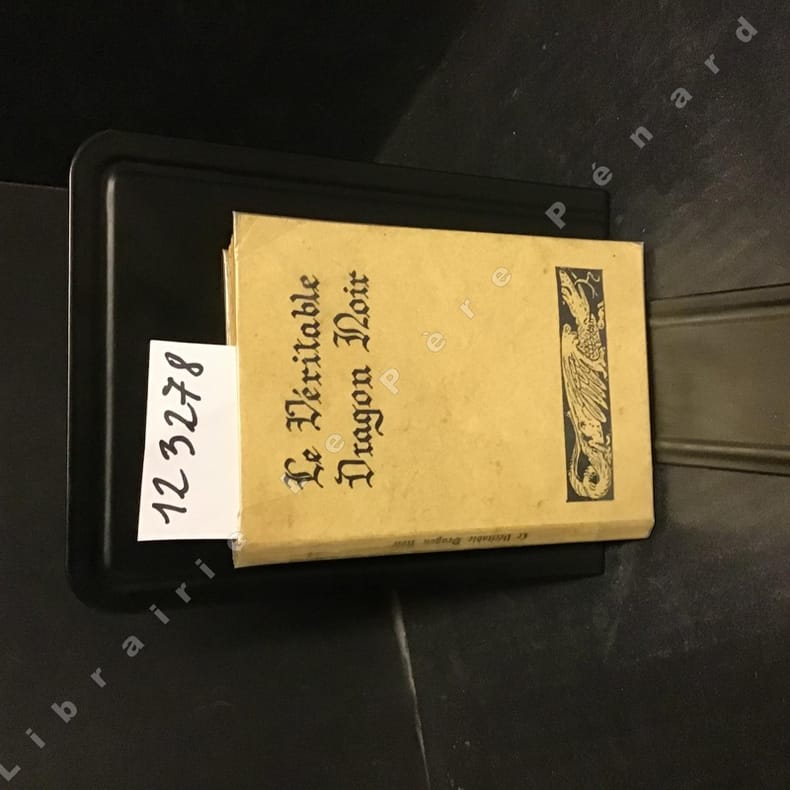 Le Véritable
Dragon Noir
Le Véritable Dragon Noir
123278
Librairie Le Père Pénard